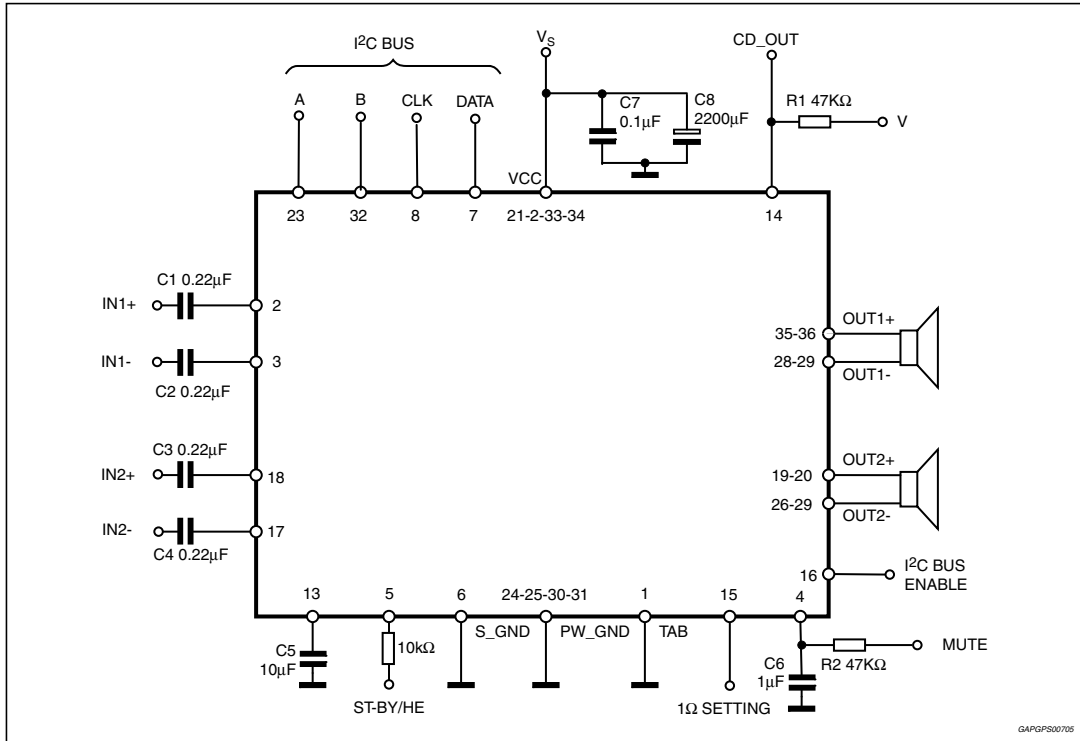 I²C BUS
A
B
CLK
DATA
VS
CD_OUT
C7
0.1µF
C8
2200µF
R1 47KΩ
V
VCC
23
32
8
7
21-2-33-34
14
C1 0.22µF
IN1+
2
IN1-
3
C2 0.22µF
C3 0.22µF
IN2+
18
IN2-
17
C4 0.22µF
35-36
OUT1+
28-29
OUT1-
19-20
OUT2+
26-29
OUT2-
16
I²C BUS
ENABLE
13
5
6
24-25-30-31
1
15
4
S_GND
PW_GND
TAB
C5
10µF
10kΩ
ST-BY/HE
1Ω SETTING
C6
1µF
R2 47KΩ
MUTE
GAPGPS00705